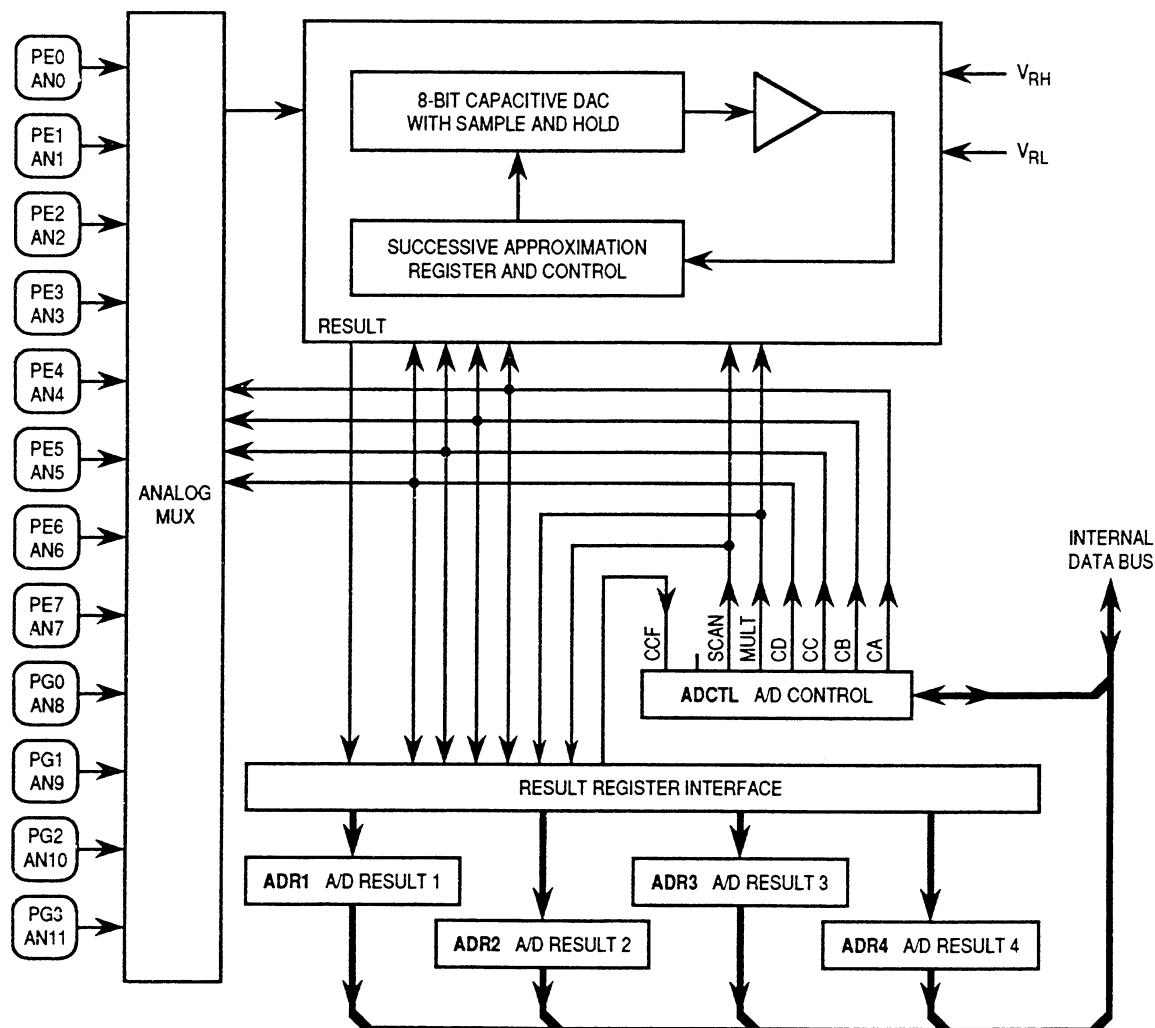 PE0
AN0
PE1
AN1
PE2
AN2
PE3
AN3
PE4
AN4
PE5
AN5
PE6
AN6
PE7
AN7
PG0
AN8
PG1
AN9
PG2
AN10
PG3
AN11
ANALOG
MUX
8-BIT CAPACITIVE DAC
WITH SAMPLE AND HOLD
SUCCESSIVE APPROXIMATION
REGISTER AND CONTROL
RESULT
VRH
VRL
INTERNAL
DATA BUS
CCF
SCAN
MULT
CD
CC
CB
CA
ADCTL A/D CONTROL
RESULT REGISTER INTERFACE
ADR1 A/D RESULT 1
ADR2 A/D RESULT 2
ADR3 A/D RESULT 3
ADR4 A/D RESULT 4